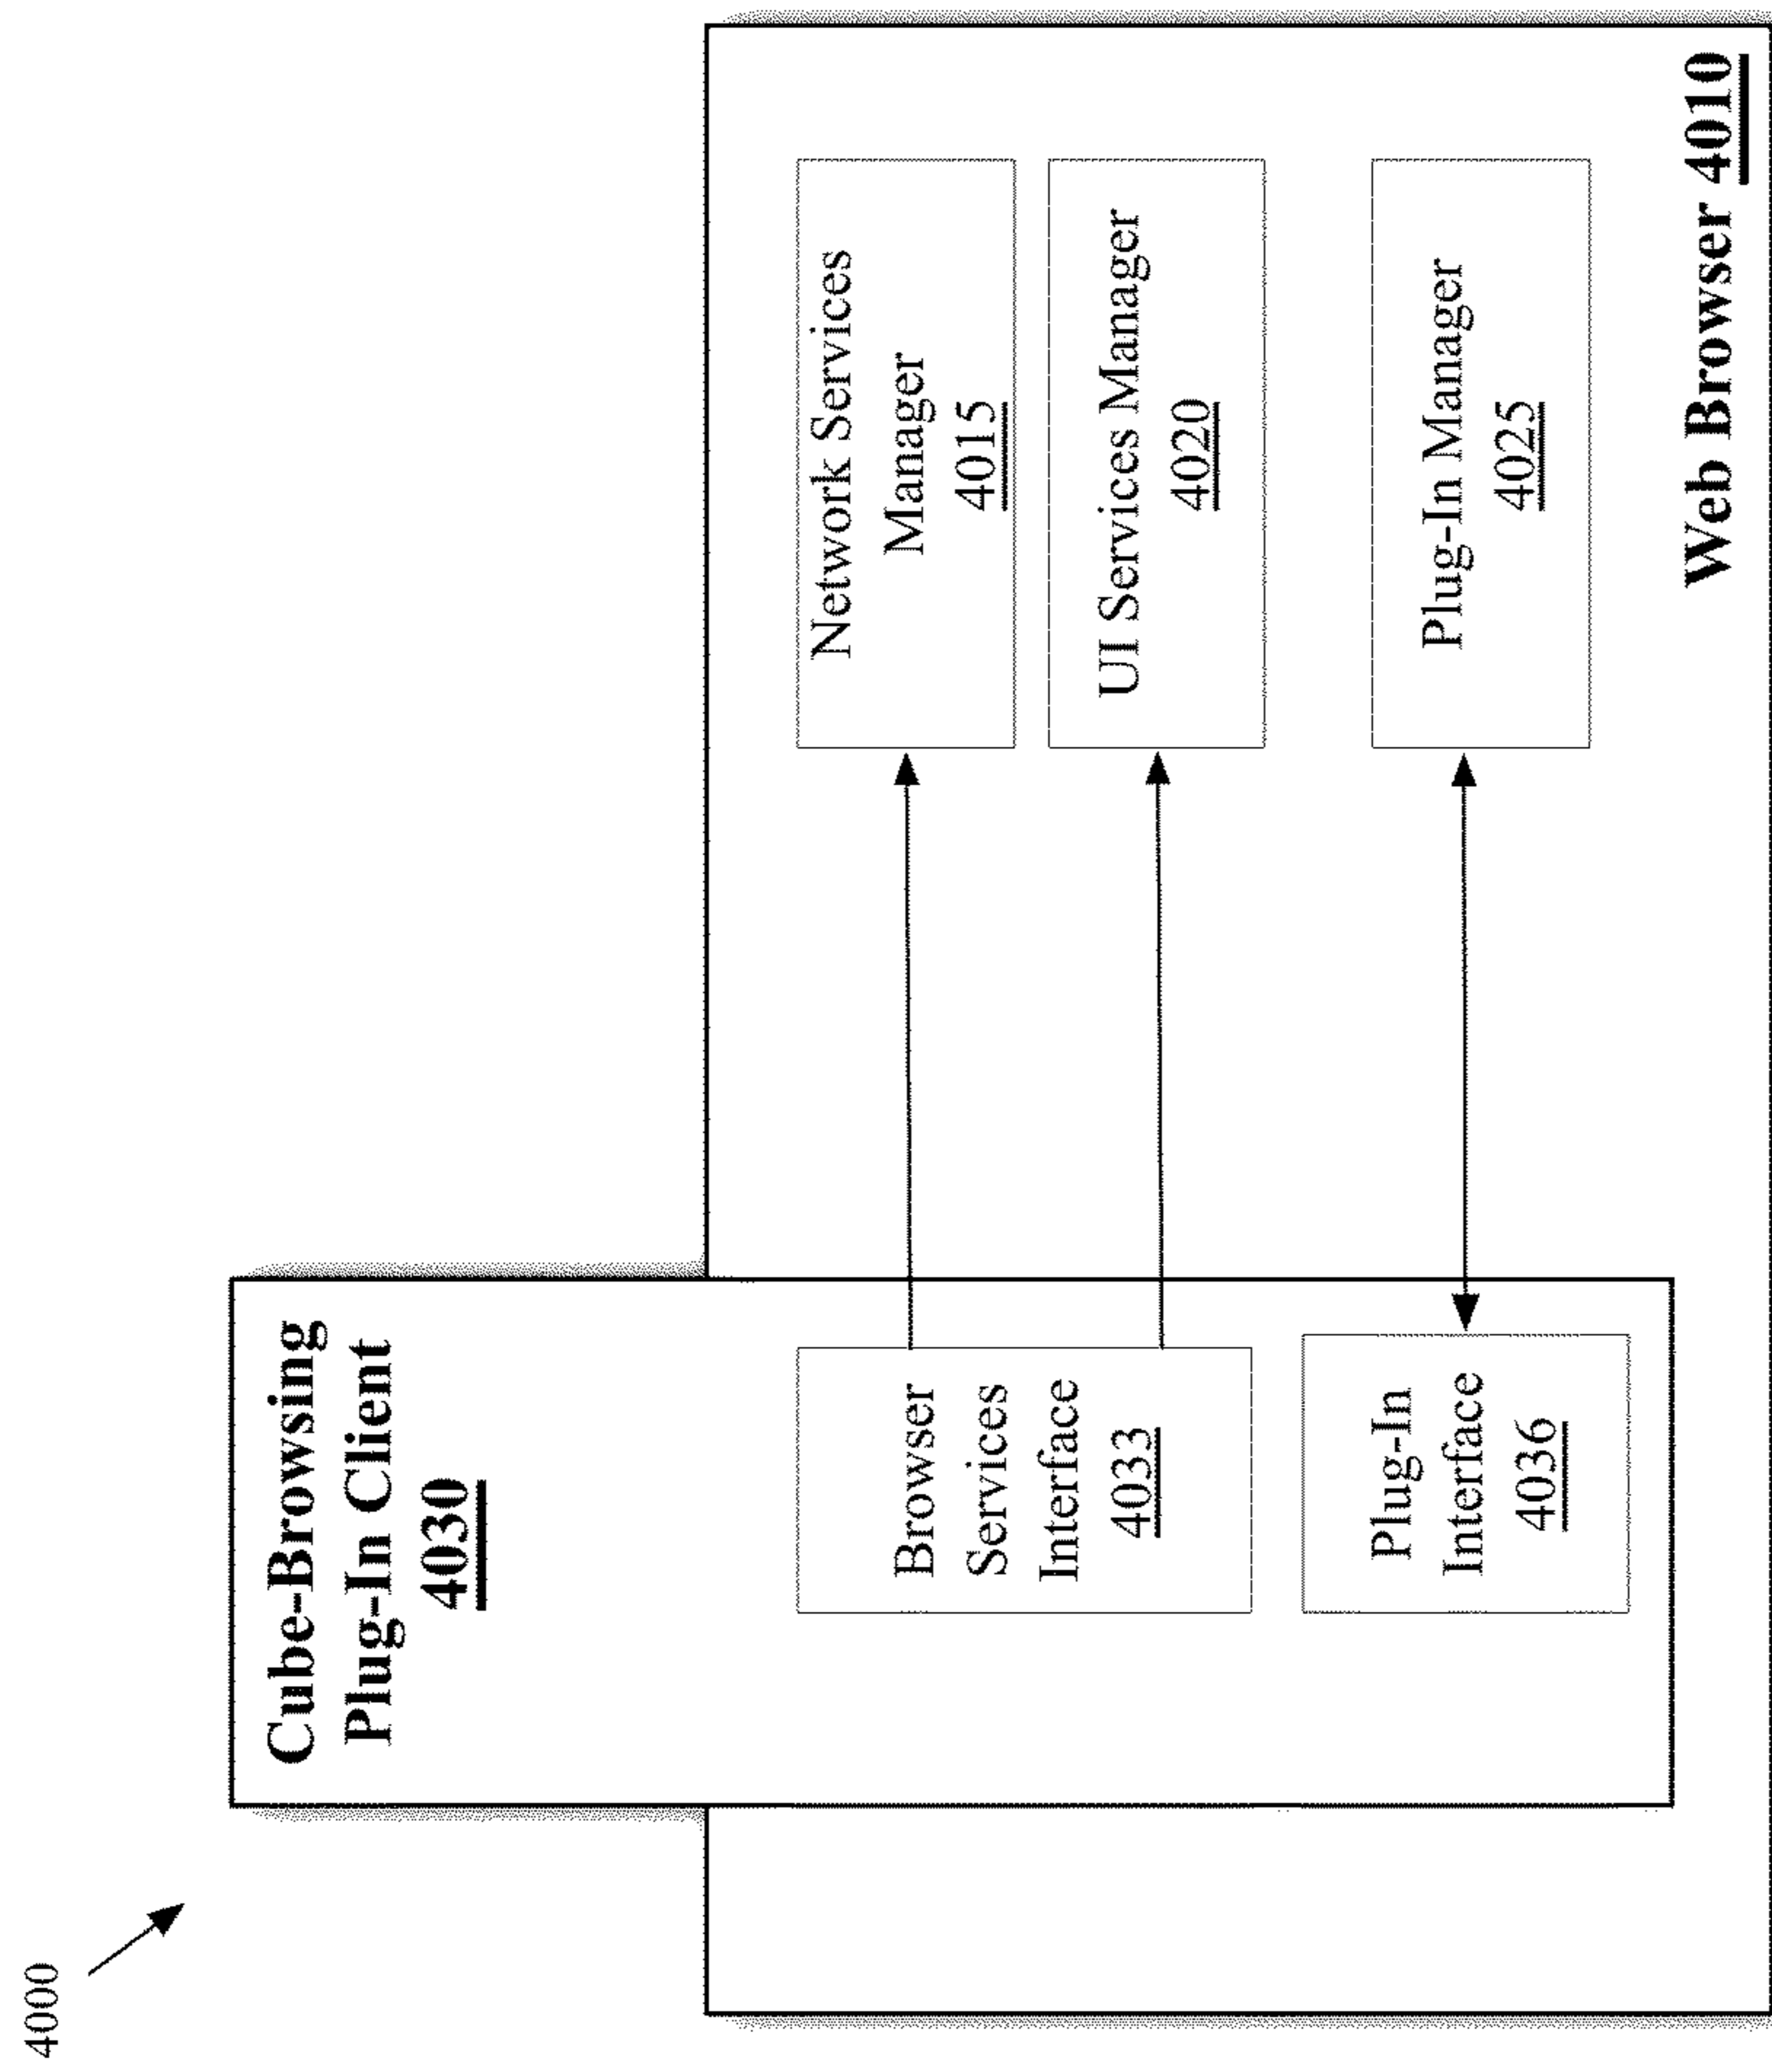 4000
Cube-Browsing
Plug-In Client
4030
Browser
Services
Interface
4033
Plug-In
Interface
4036
Network Services
Manager
4015
UI Services Manager
4020
Plug-In Manager
4025
Web Browser 4010